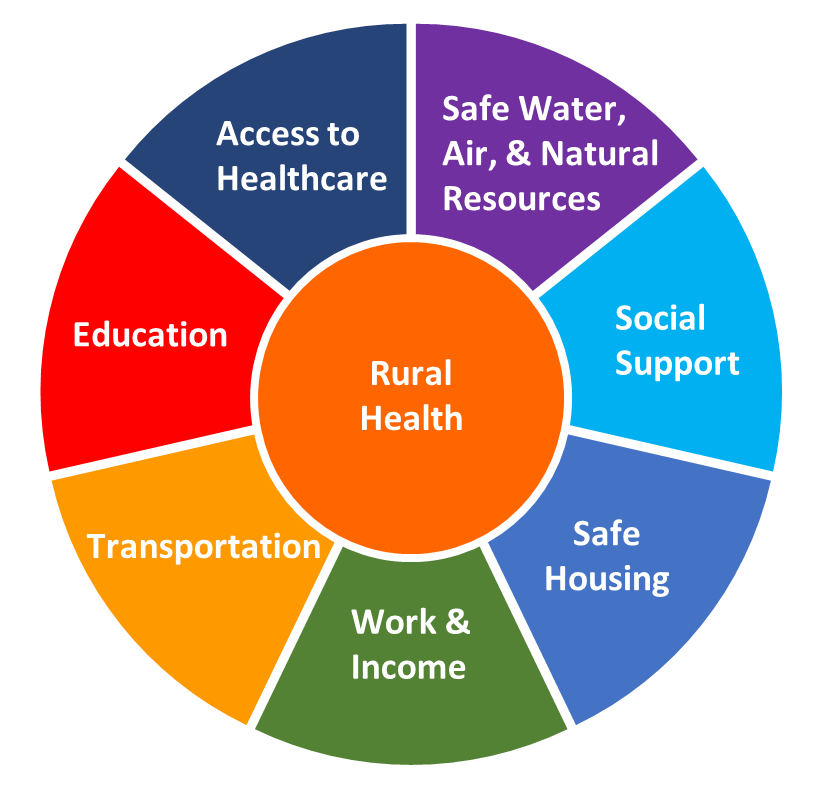 Access to
Healthcare
Safe Water,
Air, & Natural
Resources
Social
Support
Safe
Housing
Work &
Income
Transportation
Education
Rural
Health